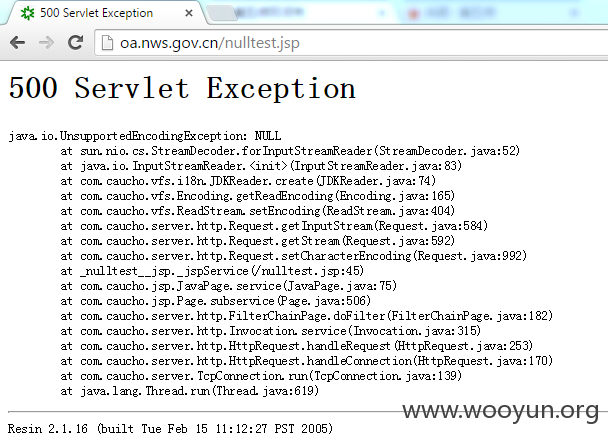 500 Servlet Exception
oa.nws.gov.cn/nulltest.jsp
500 Servlet Exception
java.io.UnsupportedEncodingException: NULL
at sun.nio.cs.StreamDecoder.forInputStreamReader(StreamDecoder.java:52)
at java.io.InputStreamReader.<init>(InputStreamReader.java:83)
at com.caucho.vfs.i18n.JDKReader.create(JDKReader.java:74)
at com.caucho.vfs.Encoding.getReadEncoding(Encoding.java:165)
at com.caucho.vfs.ReadStream.setEncoding(ReadStream.java:404)
at com.caucho.server.http.Request.getInputStream(Request.java:584)
at com.caucho.server.http.Request.getStream(Request.java:592)
at com.caucho.server.http.Request.setCharacterEncoding(Request.java:992)
at _nulltest__jsp._jspService(/nulltest.jsp:45)
at com.caucho.jsp.JavaPage.service(JavaPage.java:75)
at com.caucho.jsp.Page.subservice(Page.java:506)
at com.caucho.server.http.FilterChainPage.doFilter(FilterChainPage.java:182)
at com.caucho.server.http.Invocation.service(Invocation.java:315)
at com.caucho.server.http.HttpRequest.handleRequest(HttpRequest.java:253)
at com.caucho.server.http.HttpRequest.handleConnection(HttpRequest.java:170)
at com.caucho.server.TcpConnection.run(TcpConnection.java:139)
at java.lang.Thread.run(Thread.java:619)
www.wooyun.org
Resin 2.1.16 (built Tue Feb 15 11:12:27 PST 2005)